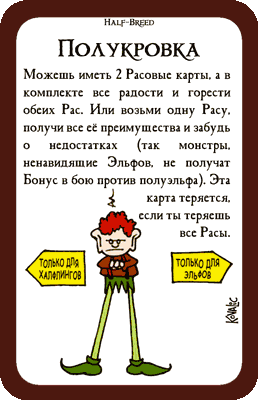 Half-Breed
Полукровка
Можешь иметь 2 Расовые карты, а в
комплекте все радости и горести
обеих Рас. Или возьми одну Расу,
получи все её преимущества и забудь
о недостатках (так монстры,
ненавидящие Эльфов, не получат
Бонус в бою против полуэльфа). Эта
карта теряется,
если ты теряешь
все Расы.
ТОЛЬКО ДЛЯ
ХАЛФЛИНГОВ
ТОЛЬКО ДЛЯ
ЭЛЬФОВ
KOVALIC